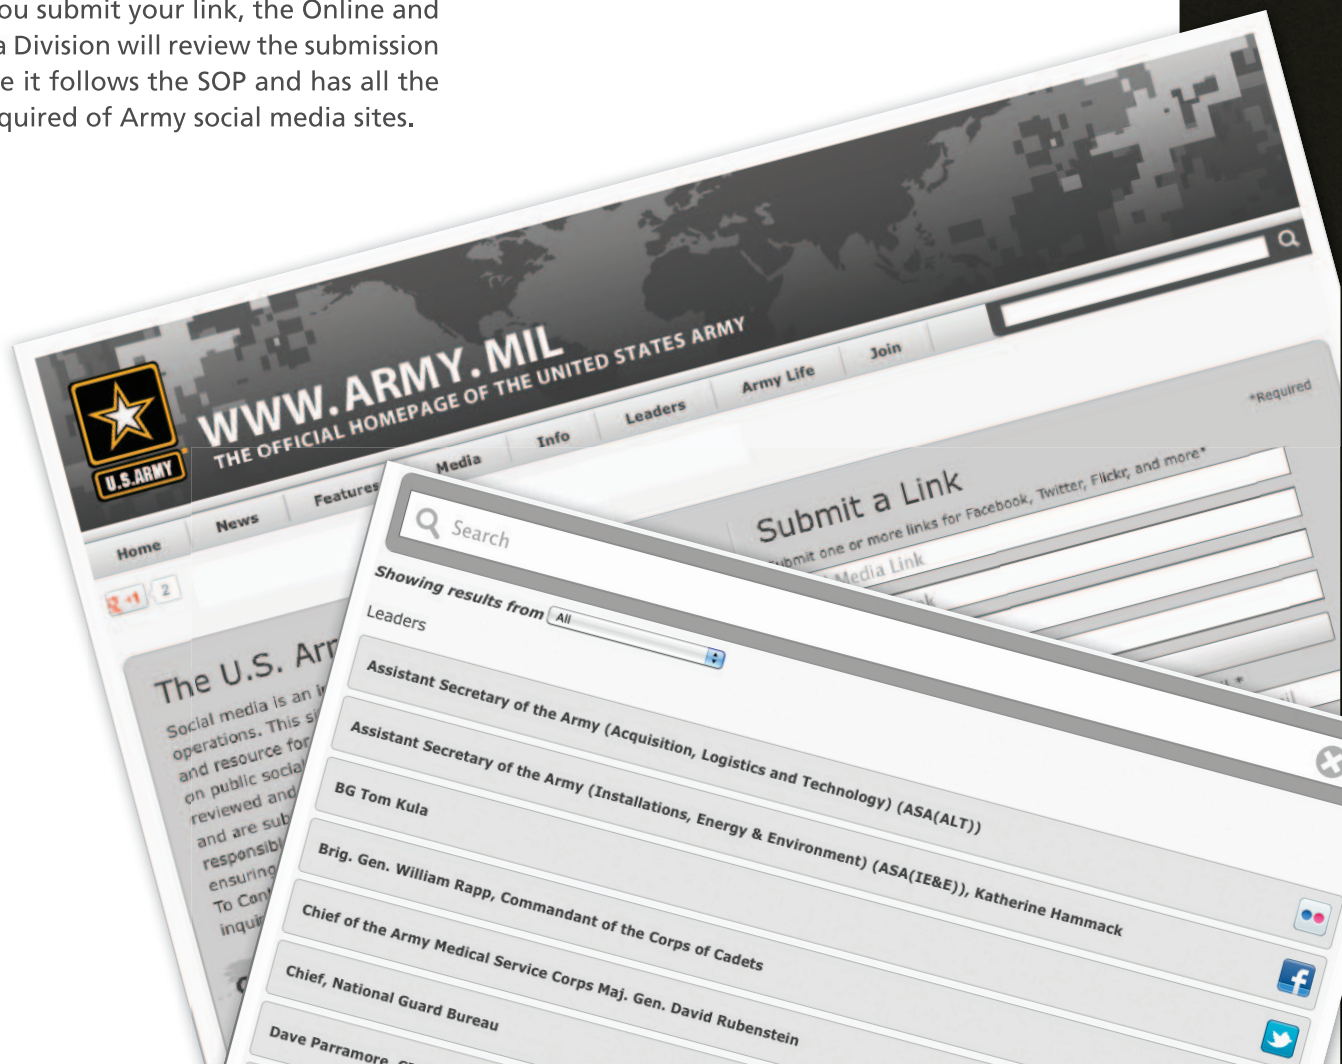 ou submit your link, the Online and
a Division will review the submission
e it follows the SOP and has all the
quired of Army social media sites.
WWW.ARMY.MIL
THE OFFICIAL HOMEPAGE OF THE UNITED STATES ARMY
U.S.ARMY
Home News Features Media Info Leaders Army Life Join
+1 2
*Required
Submit a Link
ubmit one or more links for Facebook, Twitter, Flickr, and more*
Media Link
The U.S.
Social media is an
operations. This
and resource for
on public social
reviewed and
and are
ensuring
To
Search
Showing results from All
Leaders
Assistant Secretary of the Army (Acquisition, Logistics and Technology) (ASA(ALT))
Assistant Secretary of the Army (Installations, Energy & Environment) (ASA(IE&E)), Katherine Hammack
BG Tom Kula
Brig. Gen. William Rapp, Commandant of the Corps of Cadets
Chief of the Army Medical Service Corps Maj. Gen. David Rubenstein
Chief, National Guard Bureau
Dave Parramore,